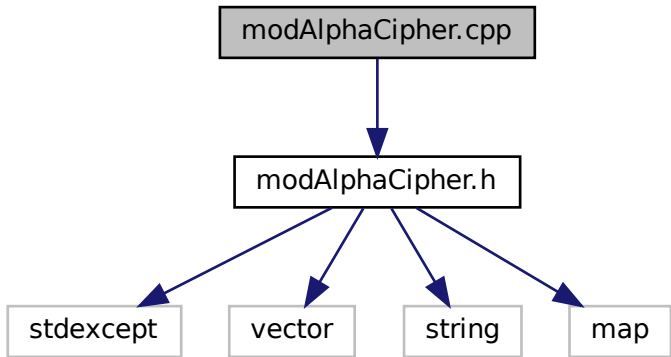 modAlphaCipher.cpp
modAlphaCipher.h
stdexcept
vector
string
map